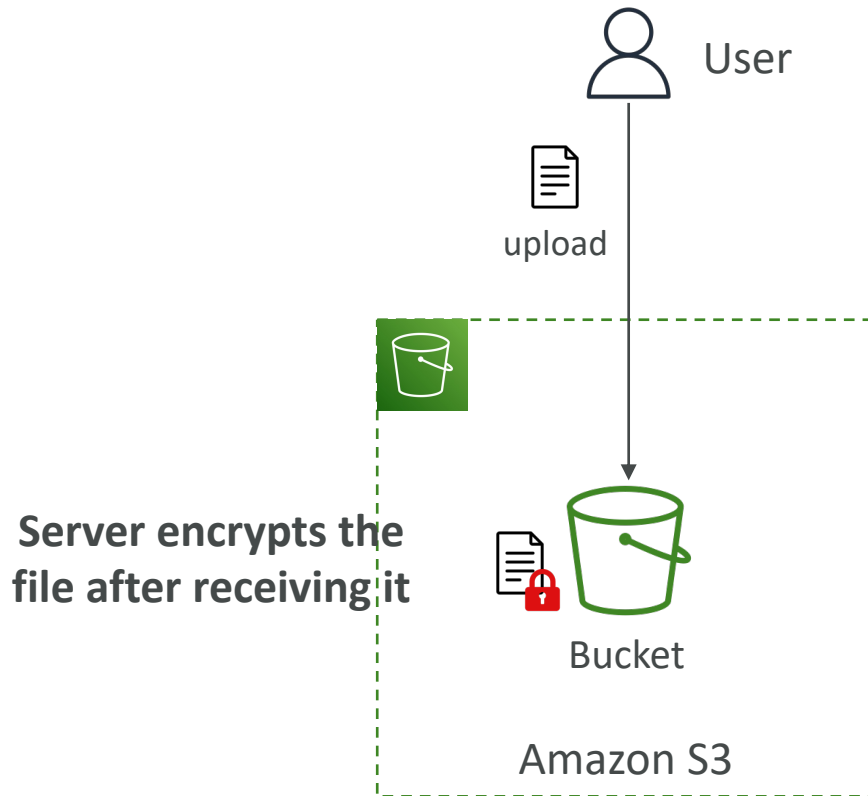 User
upload
Server encrypts the
file after receiving it
Bucket
Amazon S3